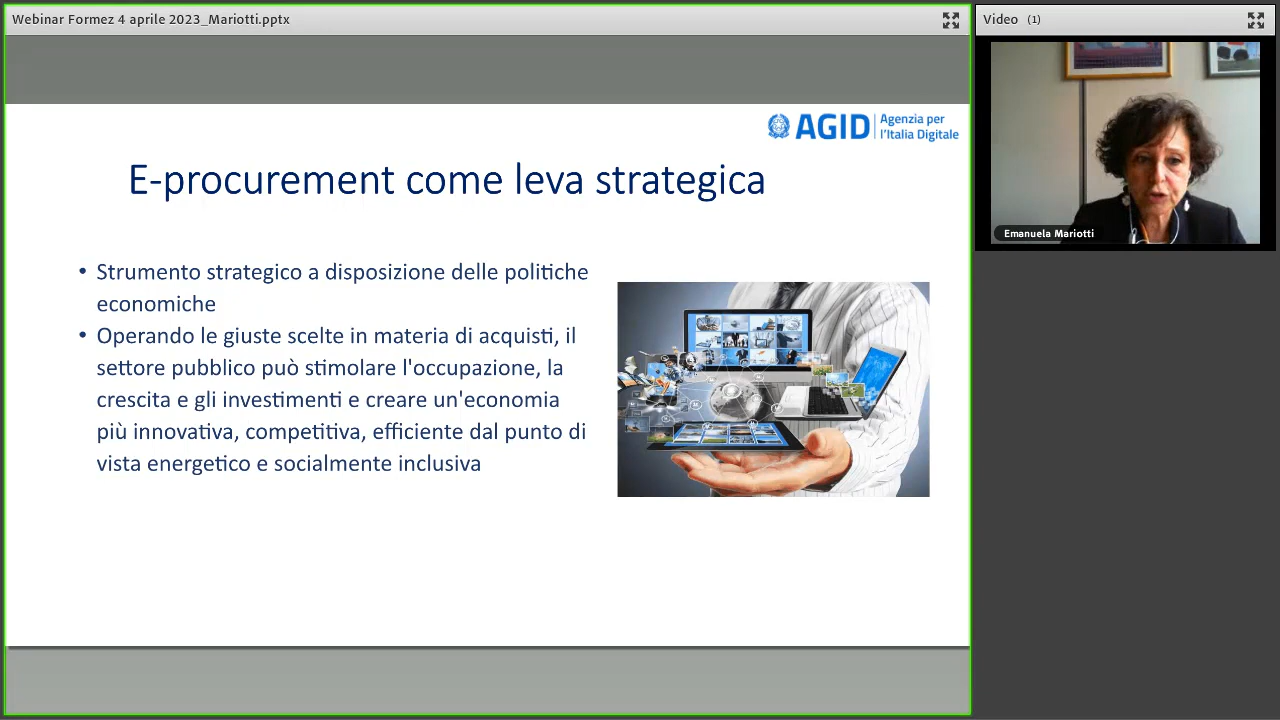 Webinar Formez 4 aprile 2023_Mariotti.pptx
Video (1)
AGID Agenzia per
l'Italia Digitale
E-procurement come leva strategica
• Strumento strategico a disposizione delle politiche
economiche
• Operando le giuste scelte in materia di acquisti, il
settore pubblico può stimolare l'occupazione, la
crescita e gli investimenti e creare un'economia
più innovativa, competitiva, efficiente dal punto di
vista energetico e socialmente inclusiva
Emanuela Mariotti